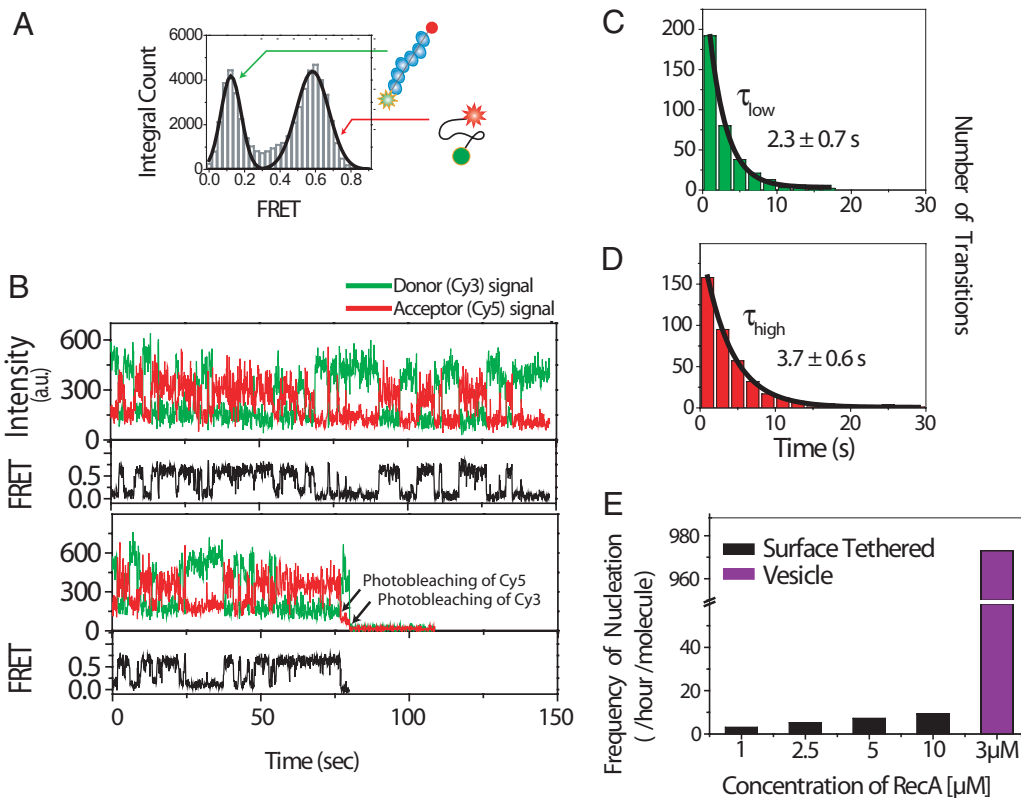 A
Integral Count
6000
4000
2000
0
0.0 0.2 0.4 0.6 0.8
FRET
B
Donor (Cy3) signal
Acceptor (Cy5) signal
Intensity
(a.u.)
600
300
0
FRET
0.5
0.0
600
300
0
Photobleaching of Cy5
Photobleaching of Cy3
FRET
0.5
0.0
0 50 100 150
Time (sec)
C
200
150
100
50
0
τlow
2.3 ± 0.7 s
0 10 20 30
Number of Transitions
D
150
100
50
0
τhigh
3.7 ± 0.6 s
0 10 20 30
Time (s)
E
Frequency of Nucleation
( /hour /molecule)
980
960
40
20
0
Surface Tethered
Vesicle
1 2.5 5 10 3µM
Concentration of RecA [µM]